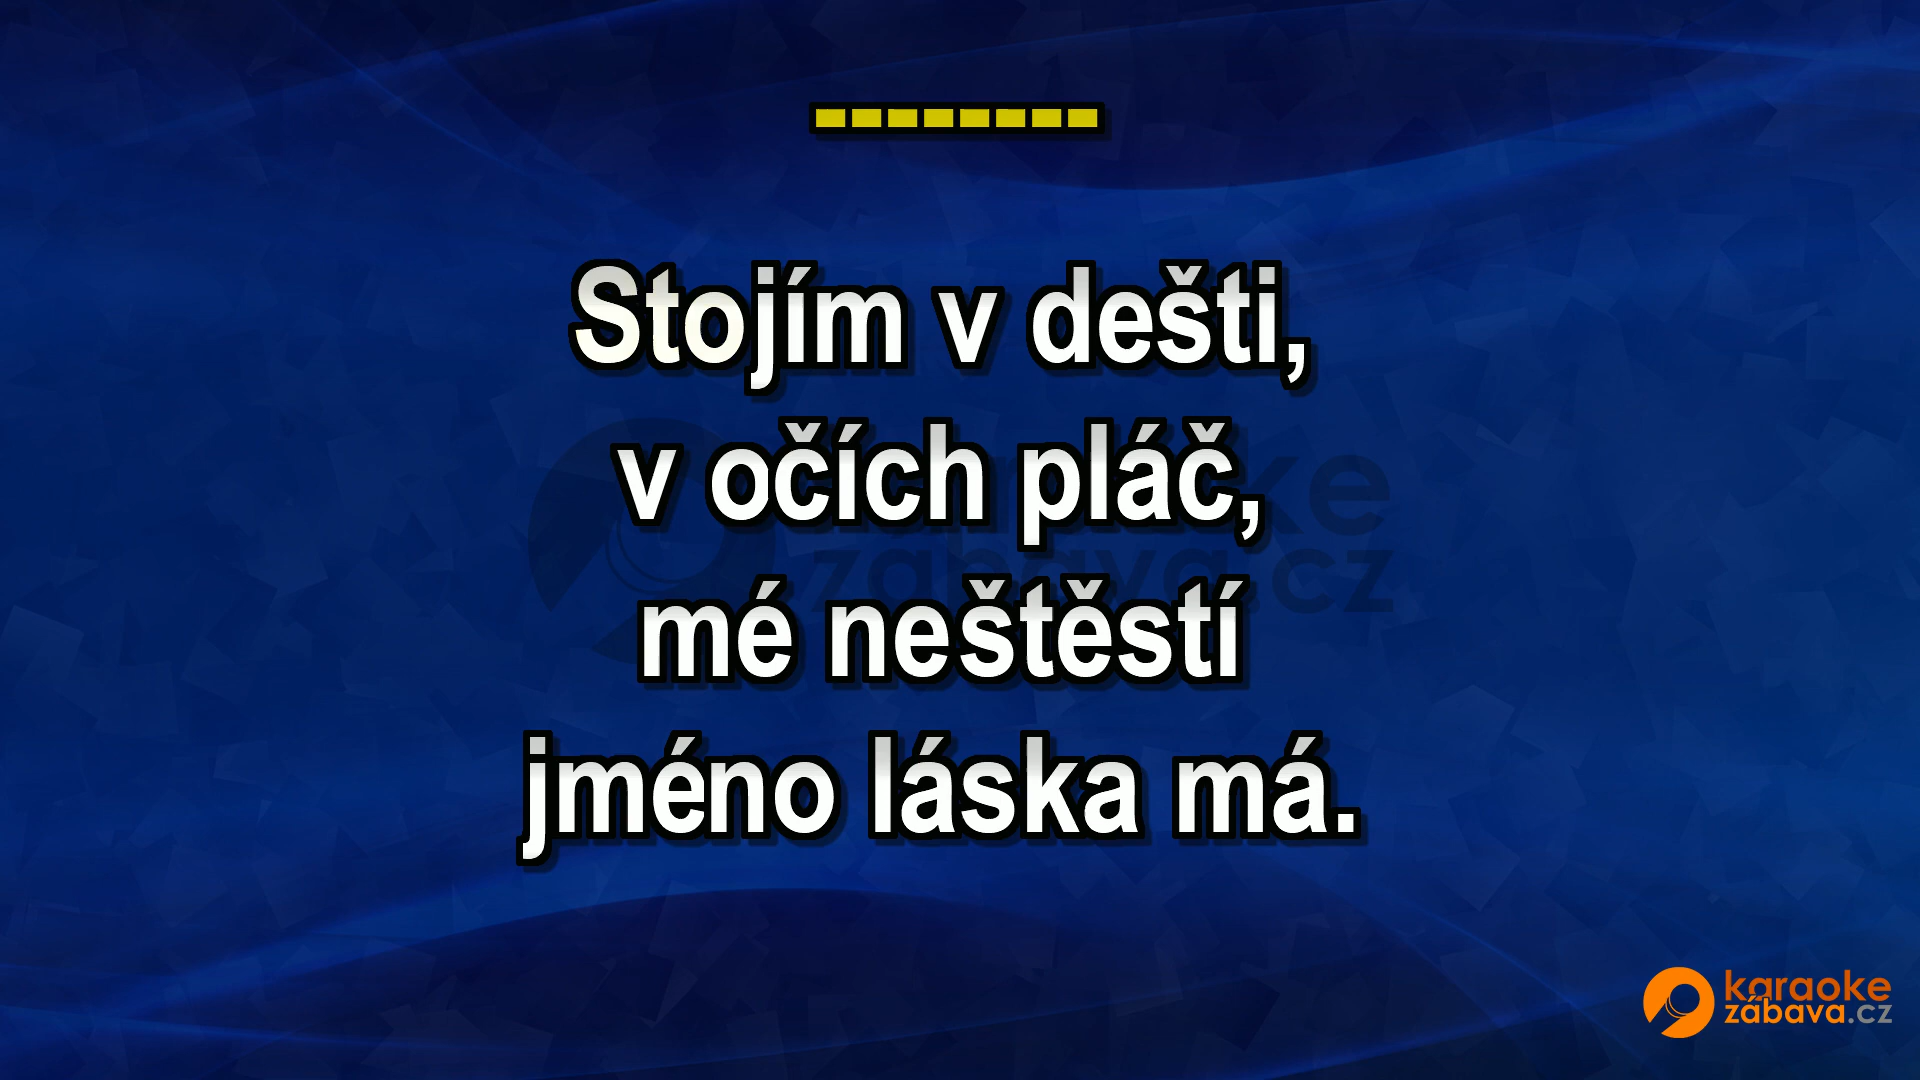 Stojím v dešti,
v očích pláč,
mé neštěstí
jméno láska má.
karaoke
zábava.cz